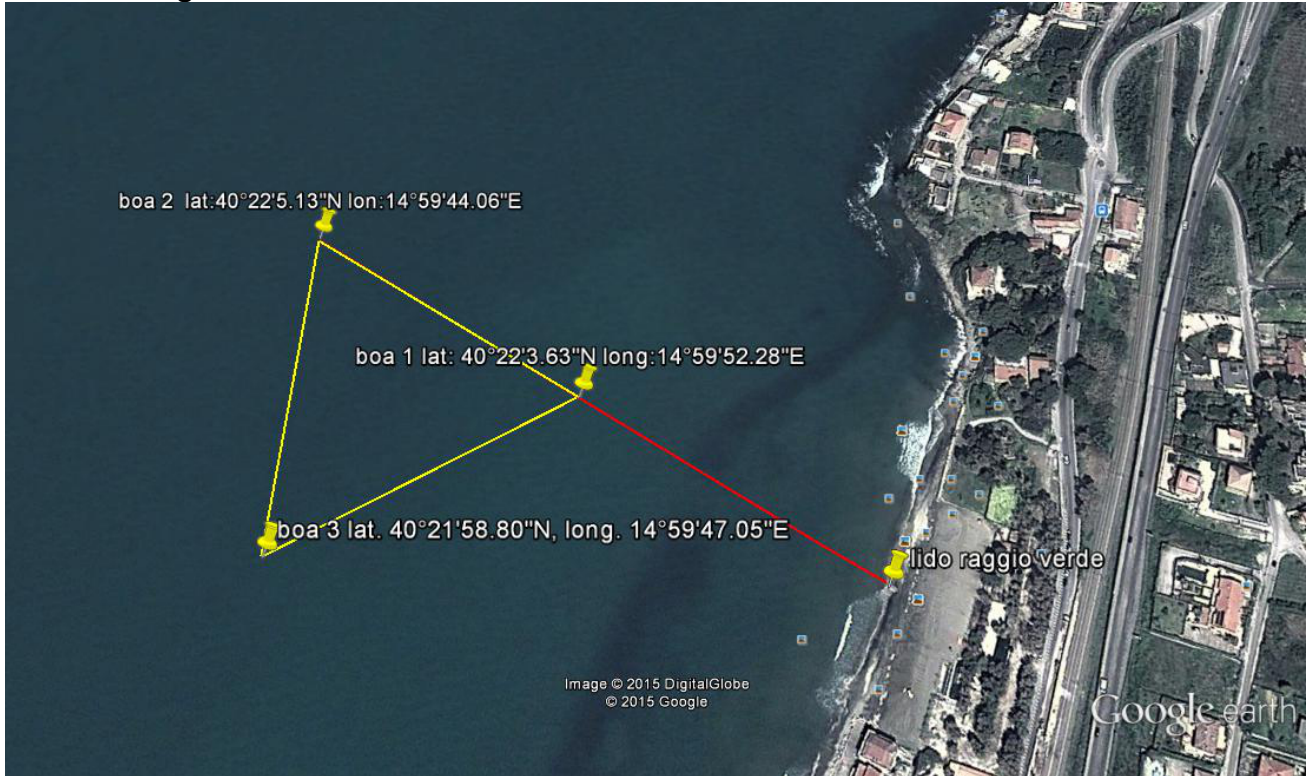 boa 2  lat:40°22'5.13"N lon:14°59'44.06"E
boa 1 lat: 40°22'3.63"N long:14°59'52.28"E
boa 3 lat. 40°21'58.80"N, long. 14°59'47.05"E
lido raggio verde
Image © 2015 DigitalGlobe
© 2015 Google
Google earth